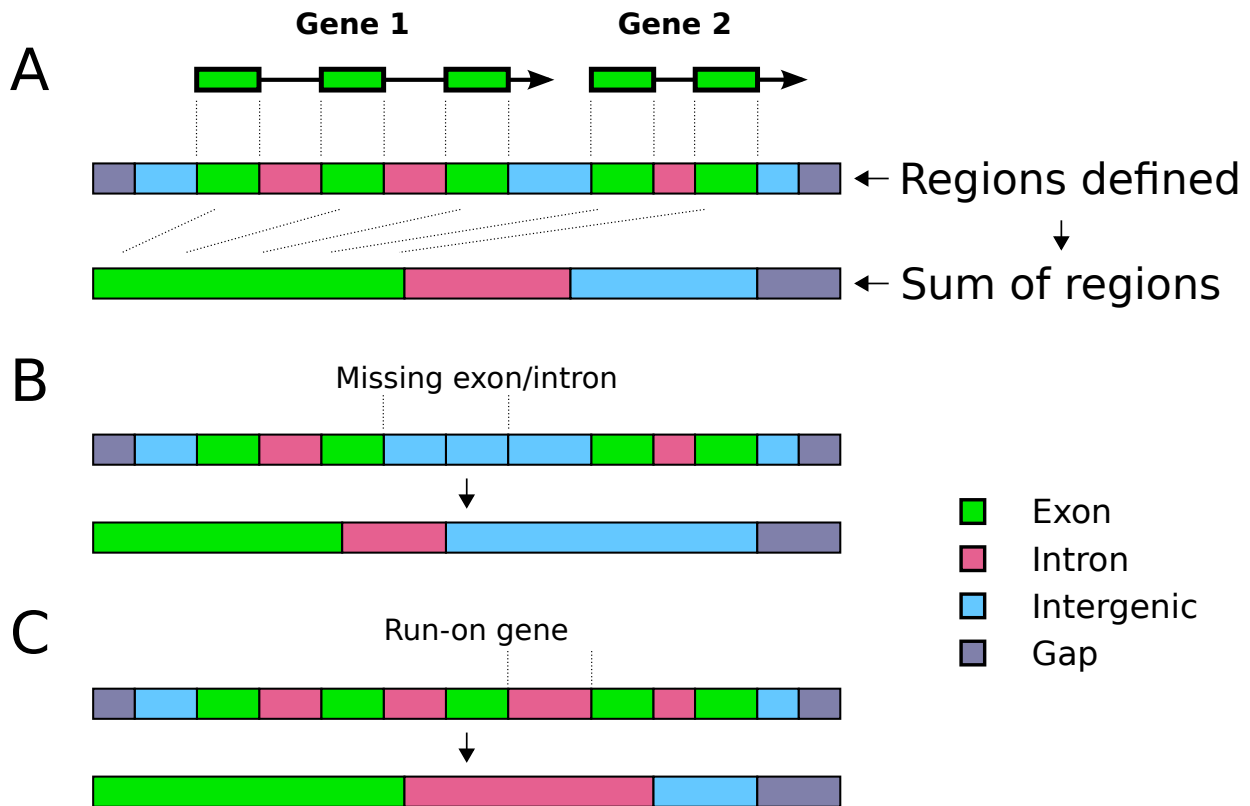 Gene 1
Gene 2
A
Regions defined
Sum of regions
B
Missing exon/intron
Exon
Intron
Intergenic
Gap
C
Run-on gene